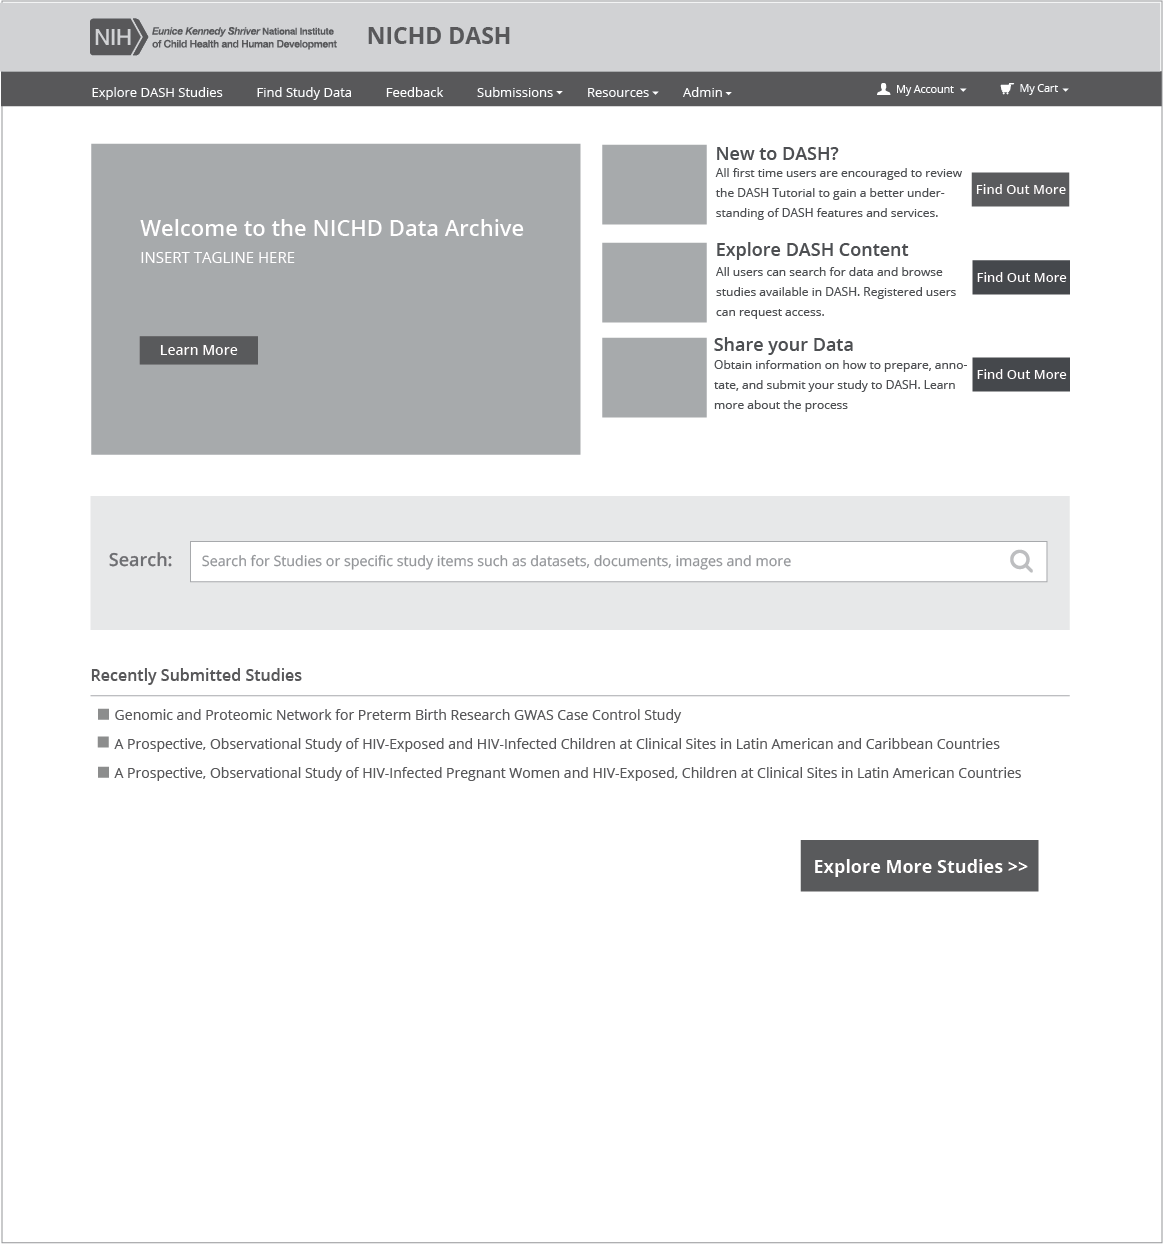 NIH
Eunice Kennedy Shriver National Institute
of Child Health and Human Development
NICHD DASH
Explore DASH Studies
Find Study Data
Feedback
Submissions
Resources
Admin
My Account
My Cart
Welcome to the NICHD Data Archive
INSERT TAGLINE HERE
Learn More
New to DASH?
All first time users are encouraged to review
the DASH Tutorial to gain a better under-
standing of DASH features and services.
Find Out More
Explore DASH Content
All users can search for data and browse
studies available in DASH. Registered users
can request access.
Find Out More
Share your Data
Obtain information on how to prepare, anno-
tate, and submit your study to DASH. Learn
more about the process
Find Out More
Search:
Search for Studies or specific study items such as datasets, documents, images and more
Recently Submitted Studies
Genomic and Proteomic Network for Preterm Birth Research GWAS Case Control Study
A Prospective, Observational Study of HIV-Exposed and HIV-Infected Children at Clinical Sites in Latin American and Caribbean Countries
A Prospective, Observational Study of HIV-Infected Pregnant Women and HIV-Exposed, Children at Clinical Sites in Latin American Countries
Explore More Studies >>